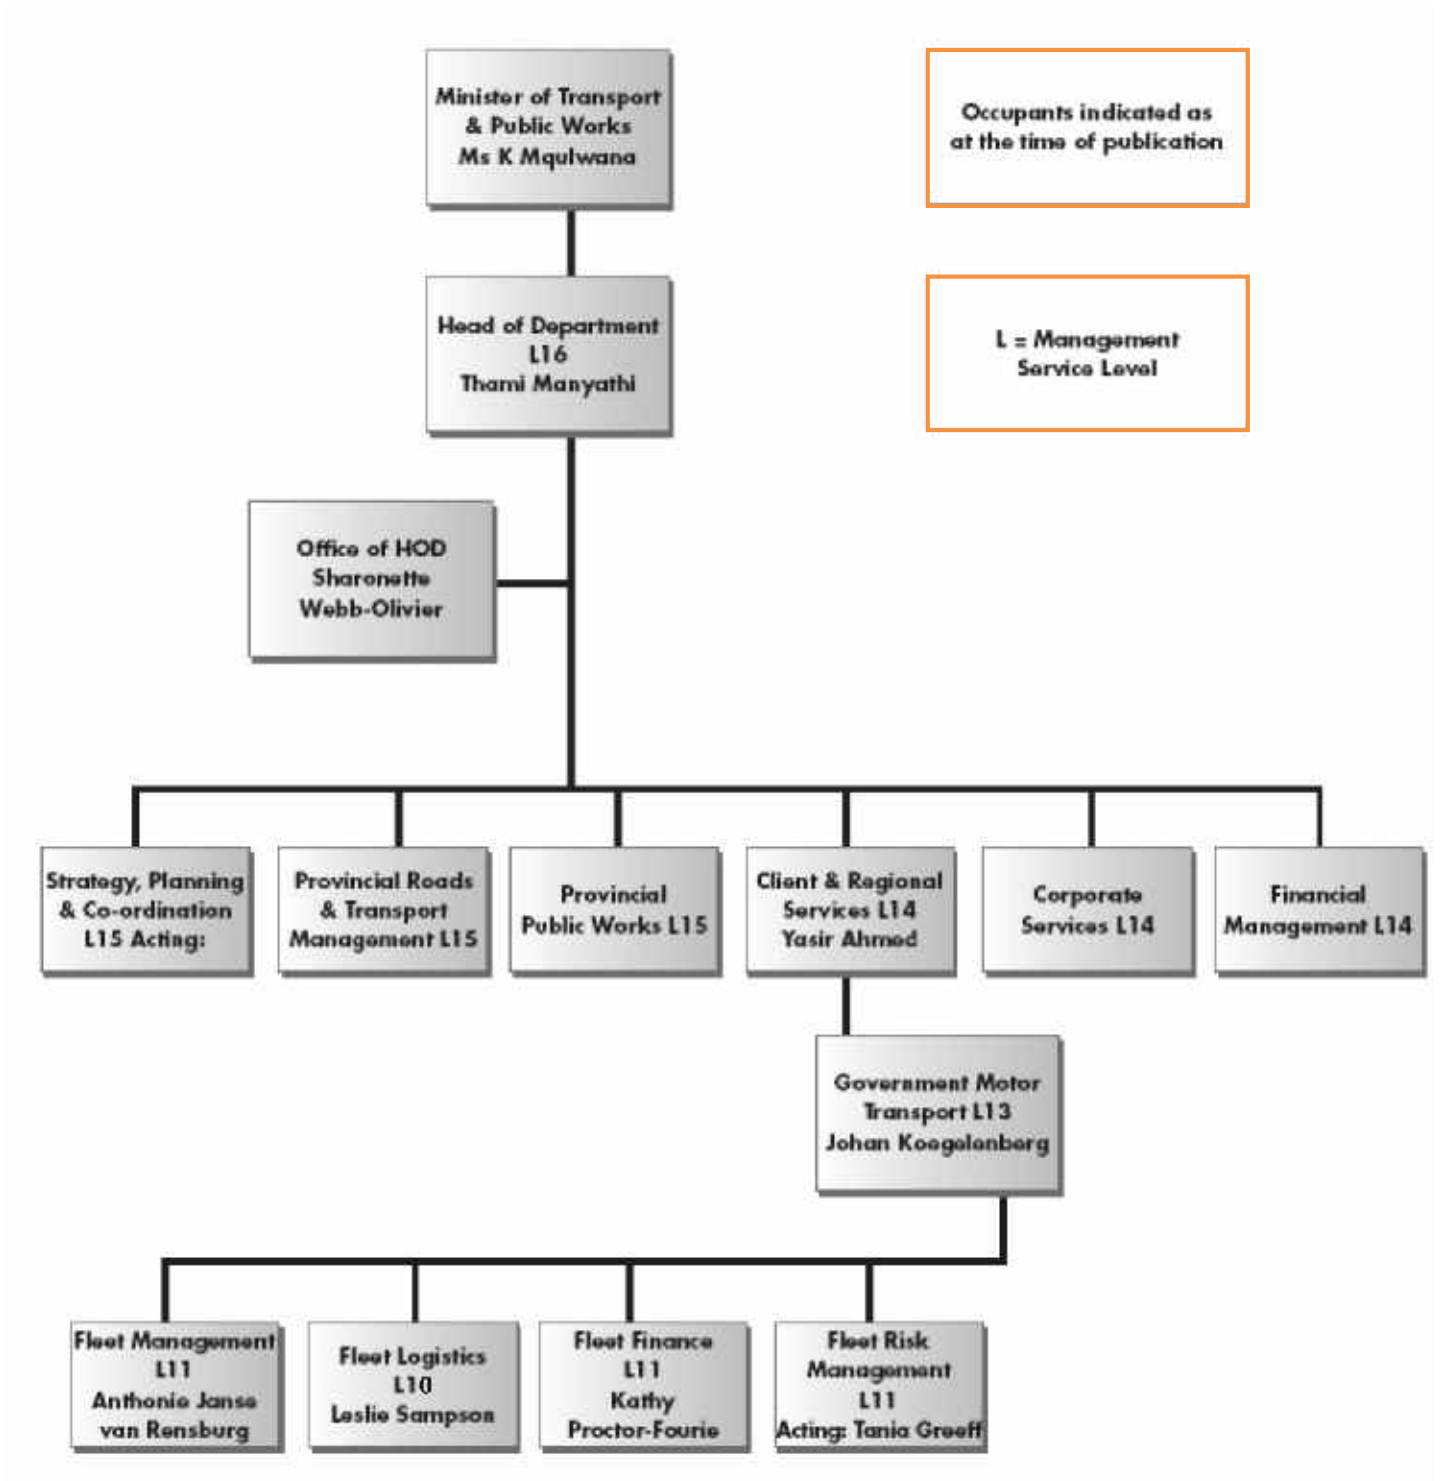 Minister of Transport
& Public Works
Ms K Mqulwana
Occupants indicated as
at the time of publication
Head of Department
L16
Thami Manyathi
L = Management
Service Level
Office of HOD
Sharonette
Webb-Olivier
Strategy, Planning
& Co-ordination
L15 Acting:
Provincial Roads
& Transport
Management L15
Provincial
Public Works L15
Client & Regional
Services L14
Yasir Ahmed
Corporate
Services L14
Financial
Management L14
Government Motor
Transport L13
Johan Koegelenberg
Fleet Management
L11
Anthonie Janse
van Rensburg
Fleet Logistics
L10
Leslie Sampson
Fleet Finance
L11
Kathy
Proctor-Fourie
Fleet Risk
Management
L11
Acting: Tania Greeff